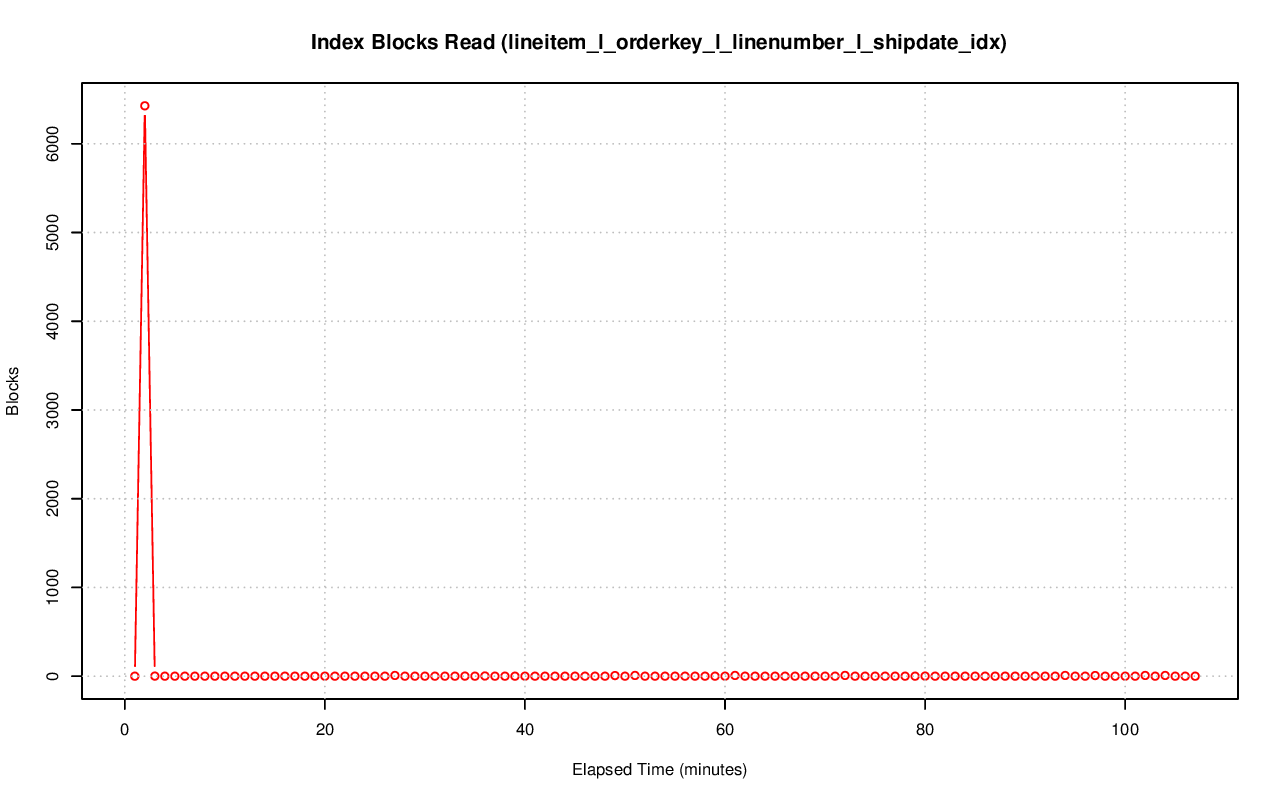 Index Blocks Read (lineitem_l_orderkey_l_linenumber_l_shipdate_idx)
6000
5000
4000
3000
2000
1000
0
Blocks
0 20 40 60 80 100
Elapsed Time (minutes)